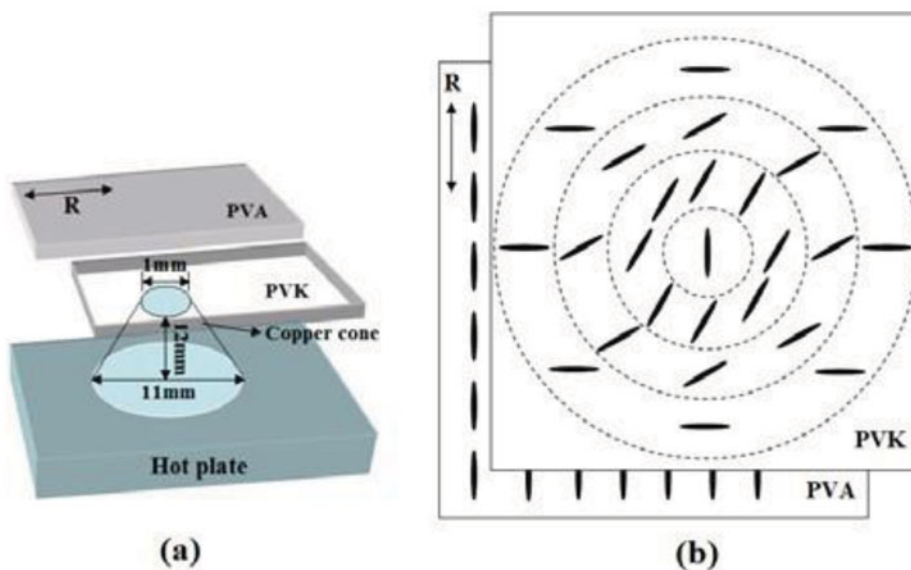 R
PVA
1mm
PVK
Copper cone
12mm
11mm
Hot plate
(a)
R
PVK
PVA
(b)